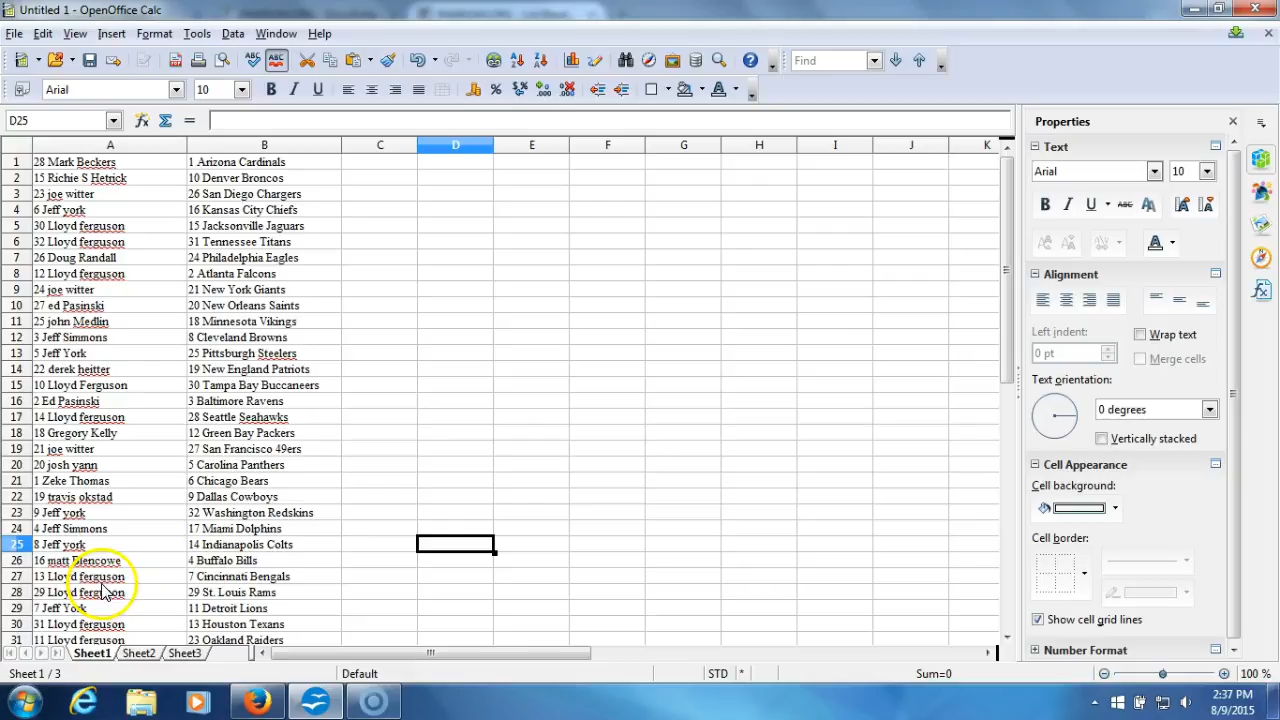 Untitled 1 - OpenOffice Calc
File Edit View Insert Format Tools Data Window Help
Find
Arial 10
D25
Properties
A B C D E F G H I J K
1 28 Mark Beckers 1 Arizona Cardinals
2 15 Richie S Hetrick 10 Denver Broncos
3 23 joe witter 26 San Diego Chargers
4 6 Jeff york 16 Kansas City Chiefs
5 30 Lloyd ferguson 15 Jacksonville Jaguars
6 32 Lloyd ferguson 31 Tennessee Titans
7 26 Doug Randall 24 Philadelphia Eagles
8 12 Lloyd ferguson 2 Atlanta Falcons
9 24 joe witter 21 New York Giants
10 27 ed Pasinski 20 New Orleans Saints
11 25 john Medlin 18 Minnesota Vikings
12 3 Jeff Simmons 8 Cleveland Browns
13 5 Jeff York 25 Pittsburgh Steelers
14 22 derek heitter 19 New England Patriots
15 10 Lloyd Ferguson 30 Tampa Bay Buccaneers
16 2 Ed Pasinski 3 Baltimore Ravens
17 14 Lloyd ferguson 28 Seattle Seahawks
18 18 Gregory Kelly 12 Green Bay Packers
19 21 joe witter 27 San Francisco 49ers
20 20 josh yann 5 Carolina Panthers
21 1 Zeke Thomas 6 Chicago Bears
22 19 travis okstad 9 Dallas Cowboys
23 9 Jeff york 32 Washington Redskins
24 4 Jeff Simmons 17 Miami Dolphins
25 8 Jeff york 14 Indianapolis Colts
26 16 matt Blencowe 4 Buffalo Bills
27 13 Lloyd ferguson 7 Cincinnati Bengals
28 29 Lloyd ferguson 29 St. Louis Rams
29 7 Jeff York 11 Detroit Lions
30 31 Lloyd ferguson 13 Houston Texans
31 11 Lloyd ferguson 23 Oakland Raiders
Text
Arial 10
Alignment
Left indent:
Wrap text
0 pt
Merge cells
Text orientation:
0 degrees
Vertically stacked
Cell Appearance
Cell background:
Cell border:
Show cell grid lines
Number Format
Sheet1 Sheet2 Sheet3
Sheet 1 / 3 Default STD * Sum=0 100 %
2:37 PM
8/9/2015